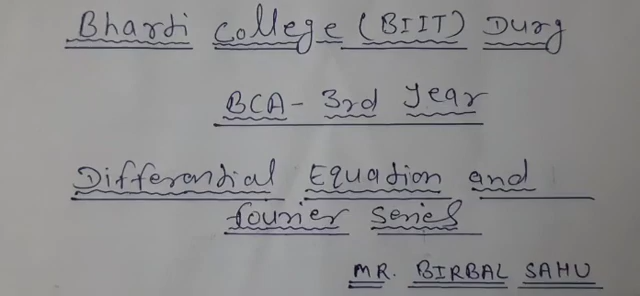 Bharti College (BIIT) Durg
BCA - 3rd Year
Differential Equation and
fourier series
MR. BIRBAL SAHU